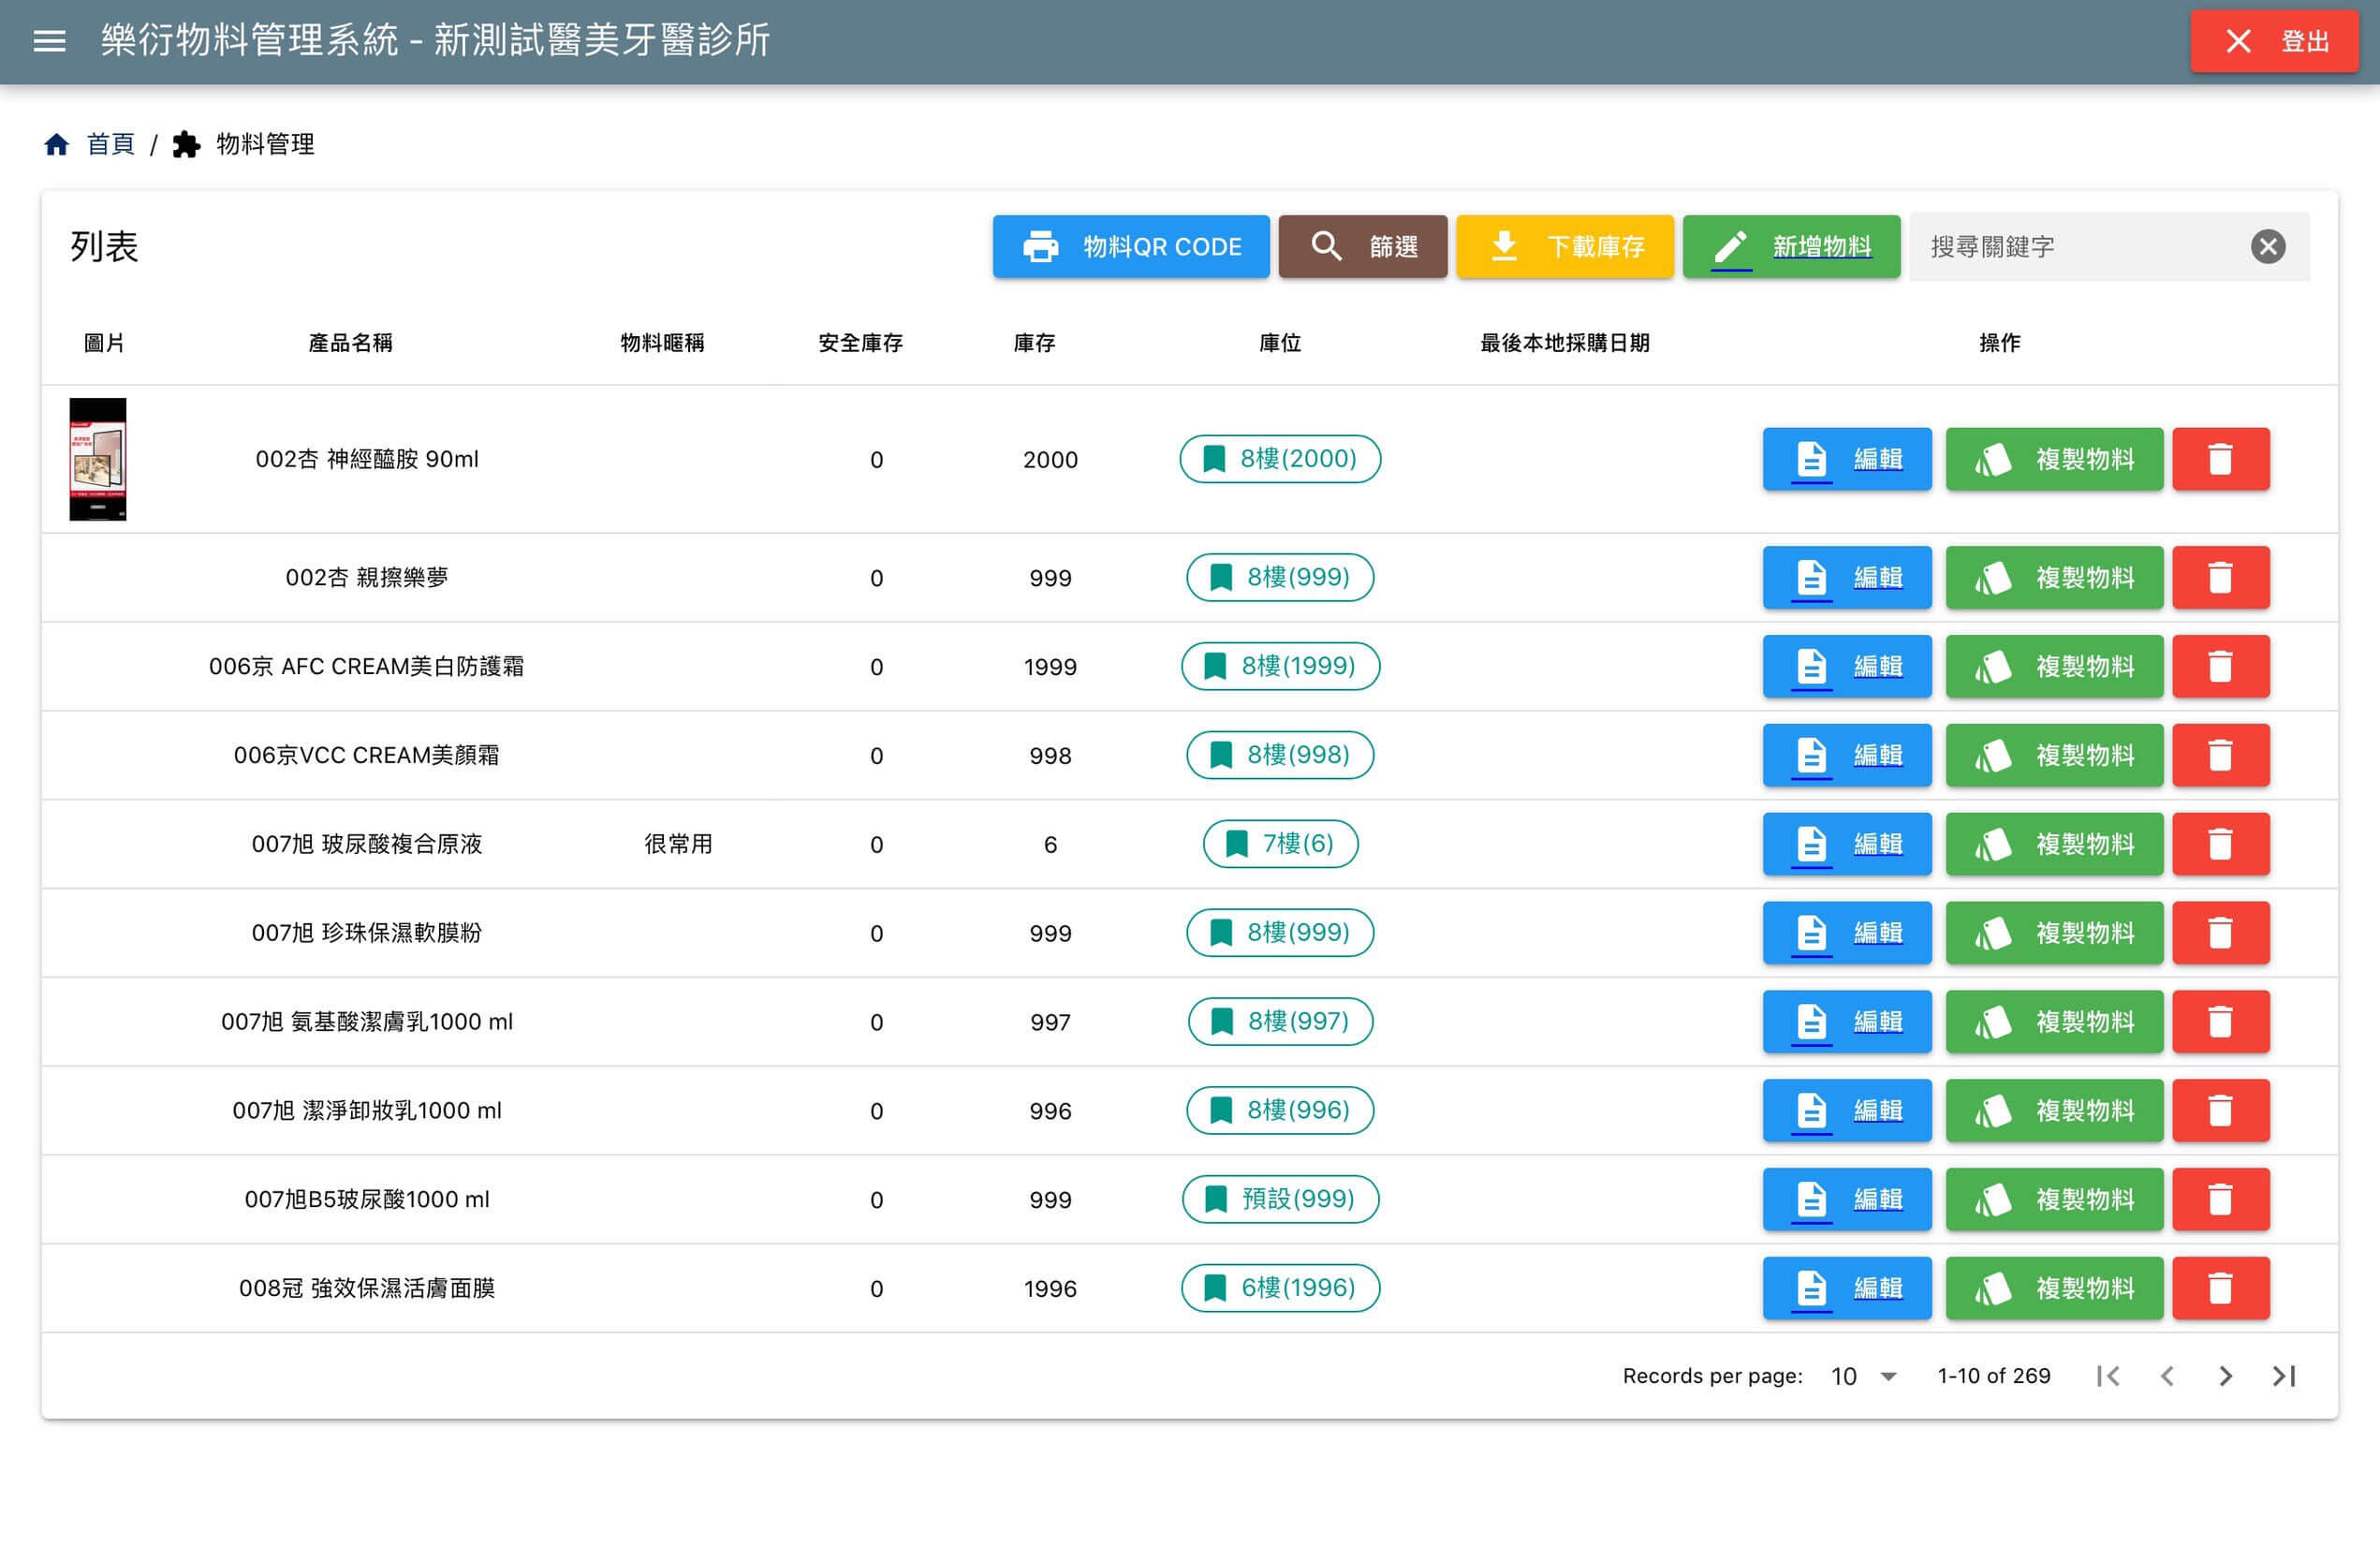 樂衍物料管理系統 - 新測試醫美牙醫診所
登出
首頁 / 物料管理
列表
物料QR CODE
篩選
下載庫存
新增物料
搜尋關鍵字
圖片 產品名稱 物料暱稱 安全庫存 庫存 庫位 最後本地採購日期 操作
002杏 神經醯胺 90ml 0 2000 8樓(2000) 編輯 複製物料
002杏 親擦樂夢 0 999 8樓(999) 編輯 複製物料
006京 AFC CREAM美白防護霜 0 1999 8樓(1999) 編輯 複製物料
006京VCC CREAM美顏霜 0 998 8樓(998) 編輯 複製物料
007旭 玻尿酸複合原液 很常用 0 6 7樓(6) 編輯 複製物料
007旭 珍珠保濕軟膜粉 0 999 8樓(999) 編輯 複製物料
007旭 氨基酸潔膚乳1000 ml 0 997 8樓(997) 編輯 複製物料
007旭 潔淨卸妝乳1000 ml 0 996 8樓(996) 編輯 複製物料
007旭B5玻尿酸1000 ml 0 999 預設(999) 編輯 複製物料
008冠 強效保濕活膚面膜 0 1996 6樓(1996) 編輯 複製物料
Records per page: 10 1-10 of 269